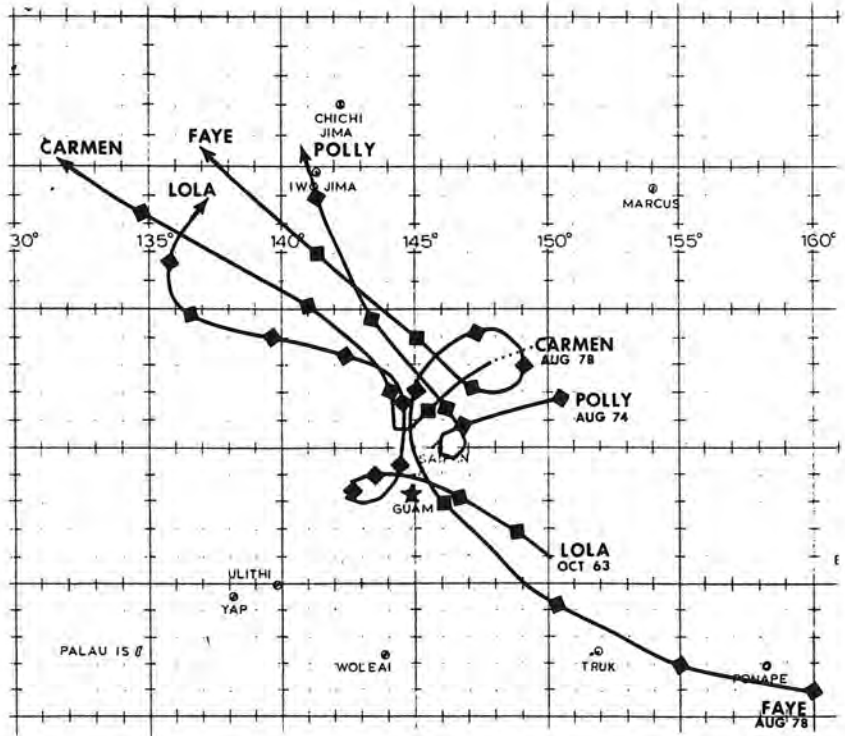 CHICHI
JIMA
CARMEN
FAYE
POLLY
LOLA
IWO JIMA
MARCUS
30°
135°
140°
145°
150°
155°
160°
CARMEN
AUG 78
POLLY
AUG 74
SAIPAN
GUAM
LOLA
OCT 63
E
ULITHI
YAP
PALAU IS
WOLEAI
TRUK
PONAPE
FAYE
AUG 78